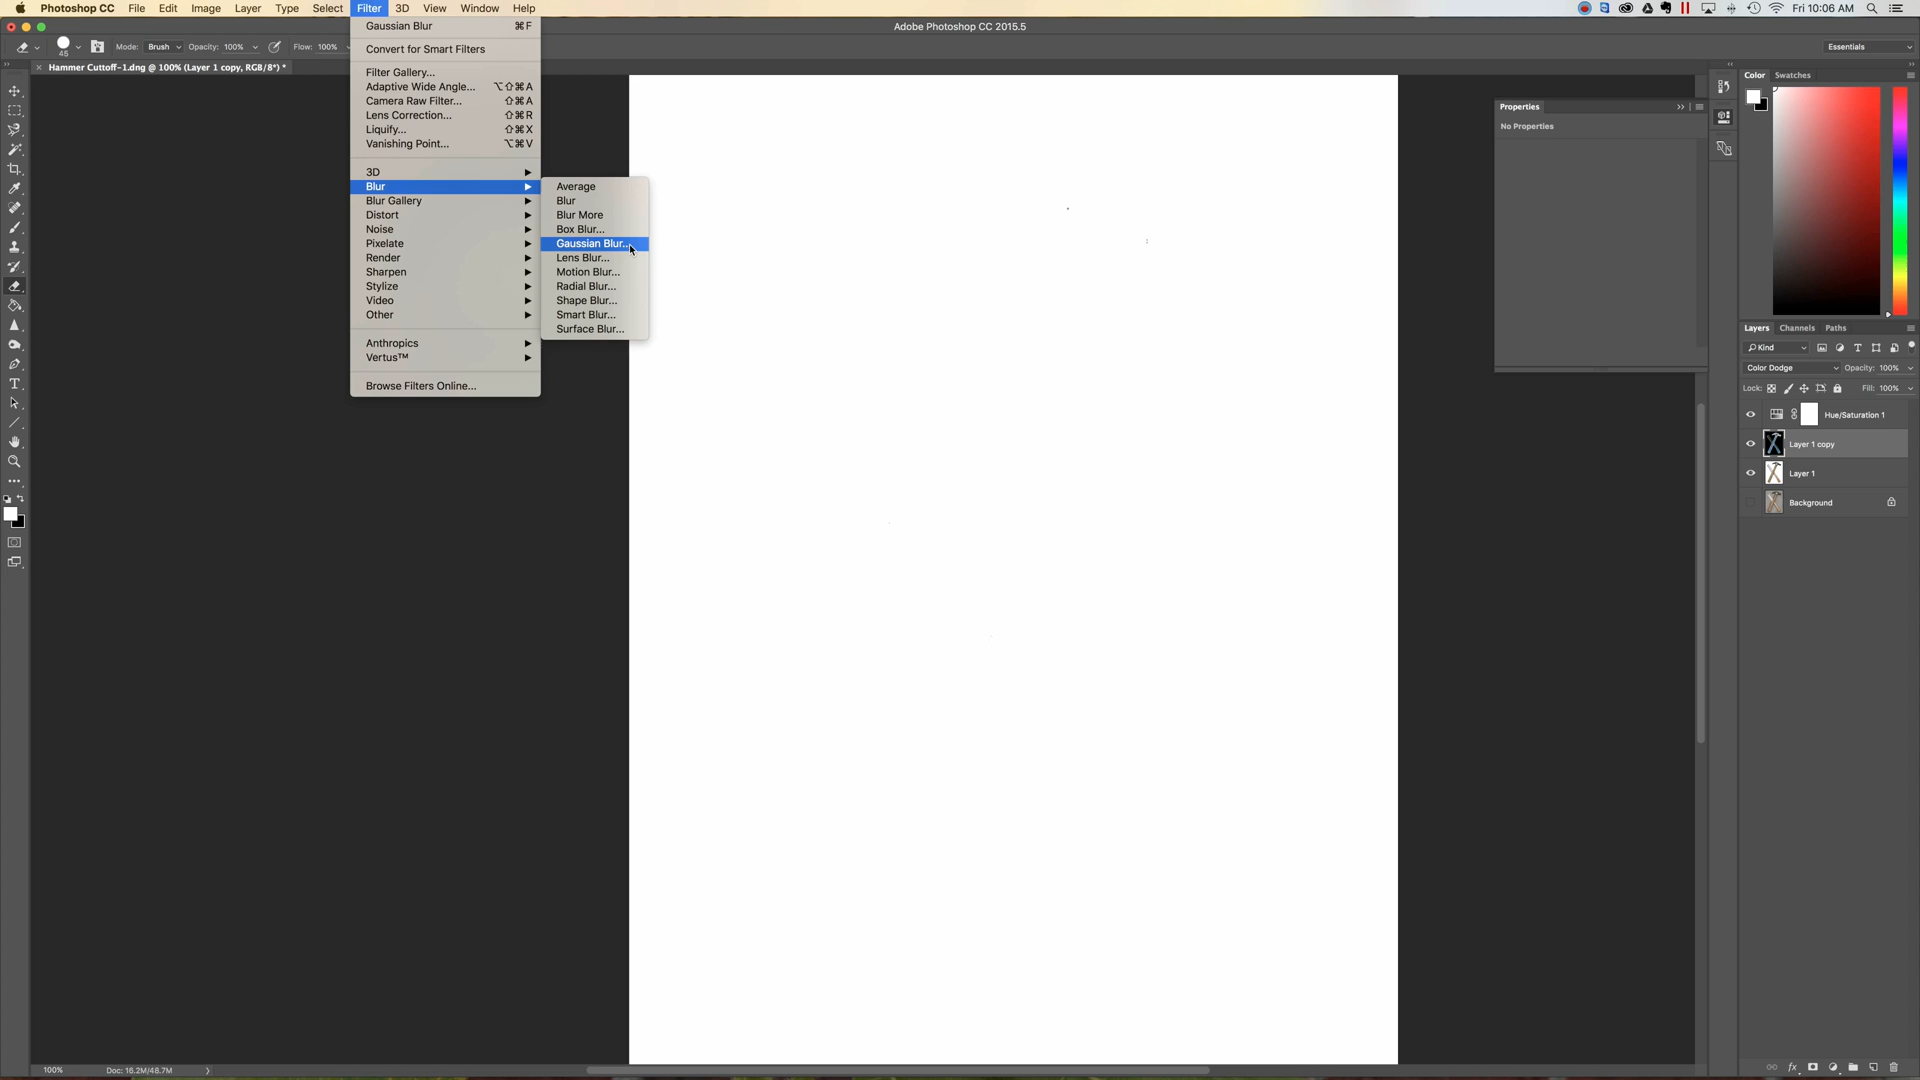 Photoshop CC File Edit Image Layer Type Select Filter 3D View Window Help Fri 10:06 AM
Adobe Photoshop CC 2015.5
45 Mode: Brush Opacity: 100% Flow: 100% Essentials
Hammer Cuttoff-1.dng @ 100% (Layer 1 copy, RGB/8*) *
Gaussian Blur ⌘F
Convert for Smart Filters
Filter Gallery...
Adaptive Wide Angle... ⌥⇧⌘A
Camera Raw Filter... ⇧⌘A
Lens Correction... ⇧⌘R
Liquify... ⇧⌘X
Vanishing Point... ⌥⌘V
3D
Blur
Blur Gallery
Distort
Noise
Pixelate
Render
Sharpen
Stylize
Video
Other
Anthropics
Vertus™
Browse Filters Online...
Average
Blur
Blur More
Box Blur...
Gaussian Blur...
Lens Blur...
Motion Blur...
Radial Blur...
Shape Blur...
Smart Blur...
Surface Blur...
Properties
No Properties
Color Swatches
Layers Channels Paths
Kind
Color Dodge Opacity: 100%
Lock: Fill: 100%
Hue/Saturation 1
Layer 1 copy
Layer 1
Background
100% Doc: 16.2M/48.7M